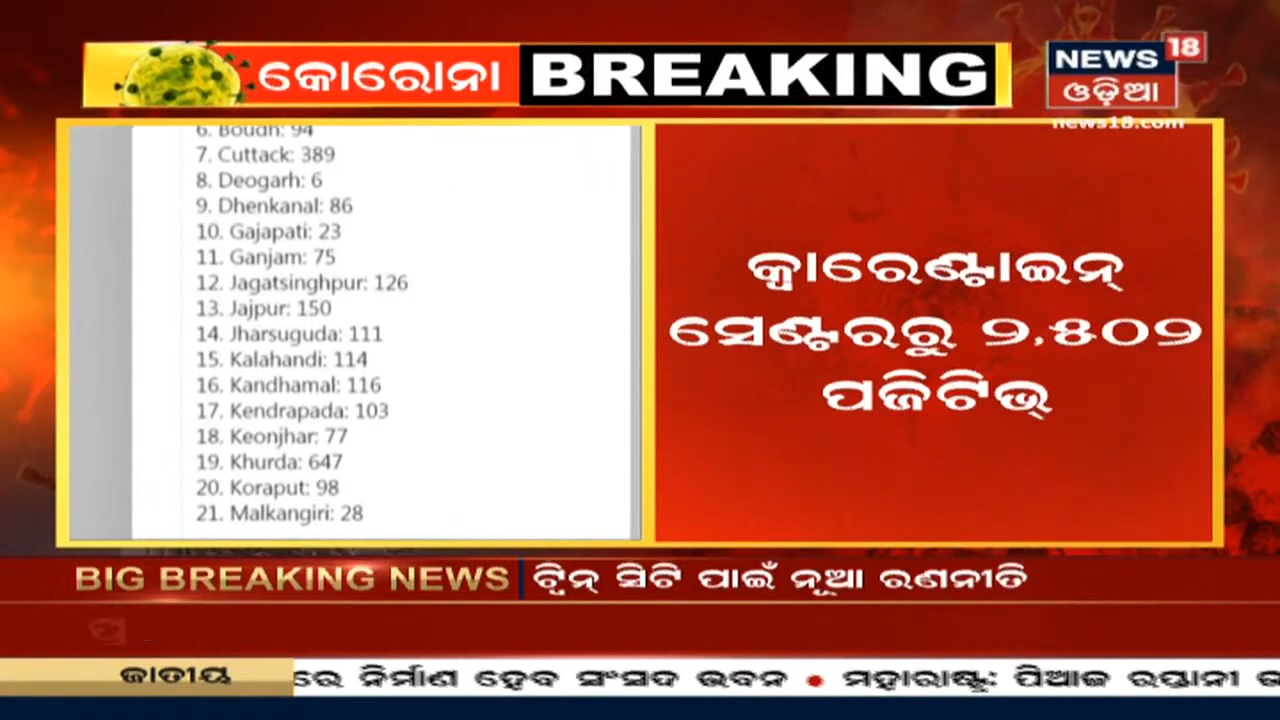 କୋରୋନା BREAKING
NEWS 18
ଓଡ଼ିଆ
news18.com
6. Boudh: 94
7. Cuttack: 389
8. Deogarh: 6
9. Dhenkanal: 86
10. Gajapati: 23
11. Ganjam: 75
12. Jagatsinghpur: 126
13. Jajpur: 150
14. Jharsuguda: 111
15. Kalahandi: 114
16. Kandhamal: 116
17. Kendrapada: 103
18. Keonjhar: 77
19. Khurda: 647
20. Koraput: 98
21. Malkangiri: 28
କ୍ୱାରେଣ୍ଟାଇନ୍
ସେଣ୍ଟରରୁ ୨,୫୦୨
ପଜିଟିଭ୍
BIG BREAKING NEWS ଟ୍ୱିନ୍ ସିଟି ପାଇଁ ନୂଆ ରଣନୀତି
ଜାତୀୟ ରେ ନିର୍ମାଣ ହେବ ସଂସଦ ଭବନ • ମହାରାଷ୍ଟ୍ର: ପିଆଜ ରପ୍ତାନୀ